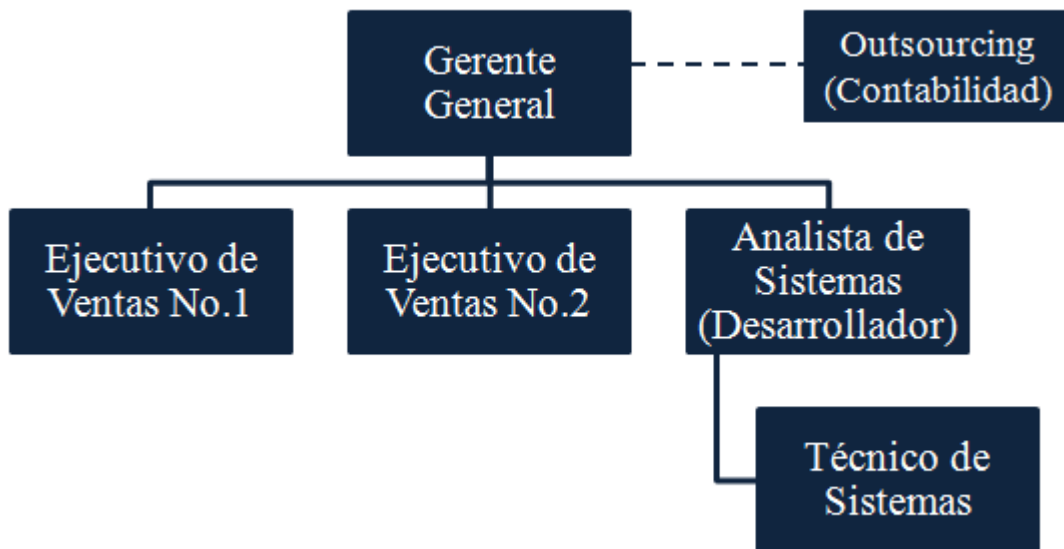 Gerente
General
Outsourcing
(Contabilidad)
Ejecutivo de
Ventas No.1
Ejecutivo de
Ventas No.2
Analista de
Sistemas
(Desarrollador)
Técnico de
Sistemas